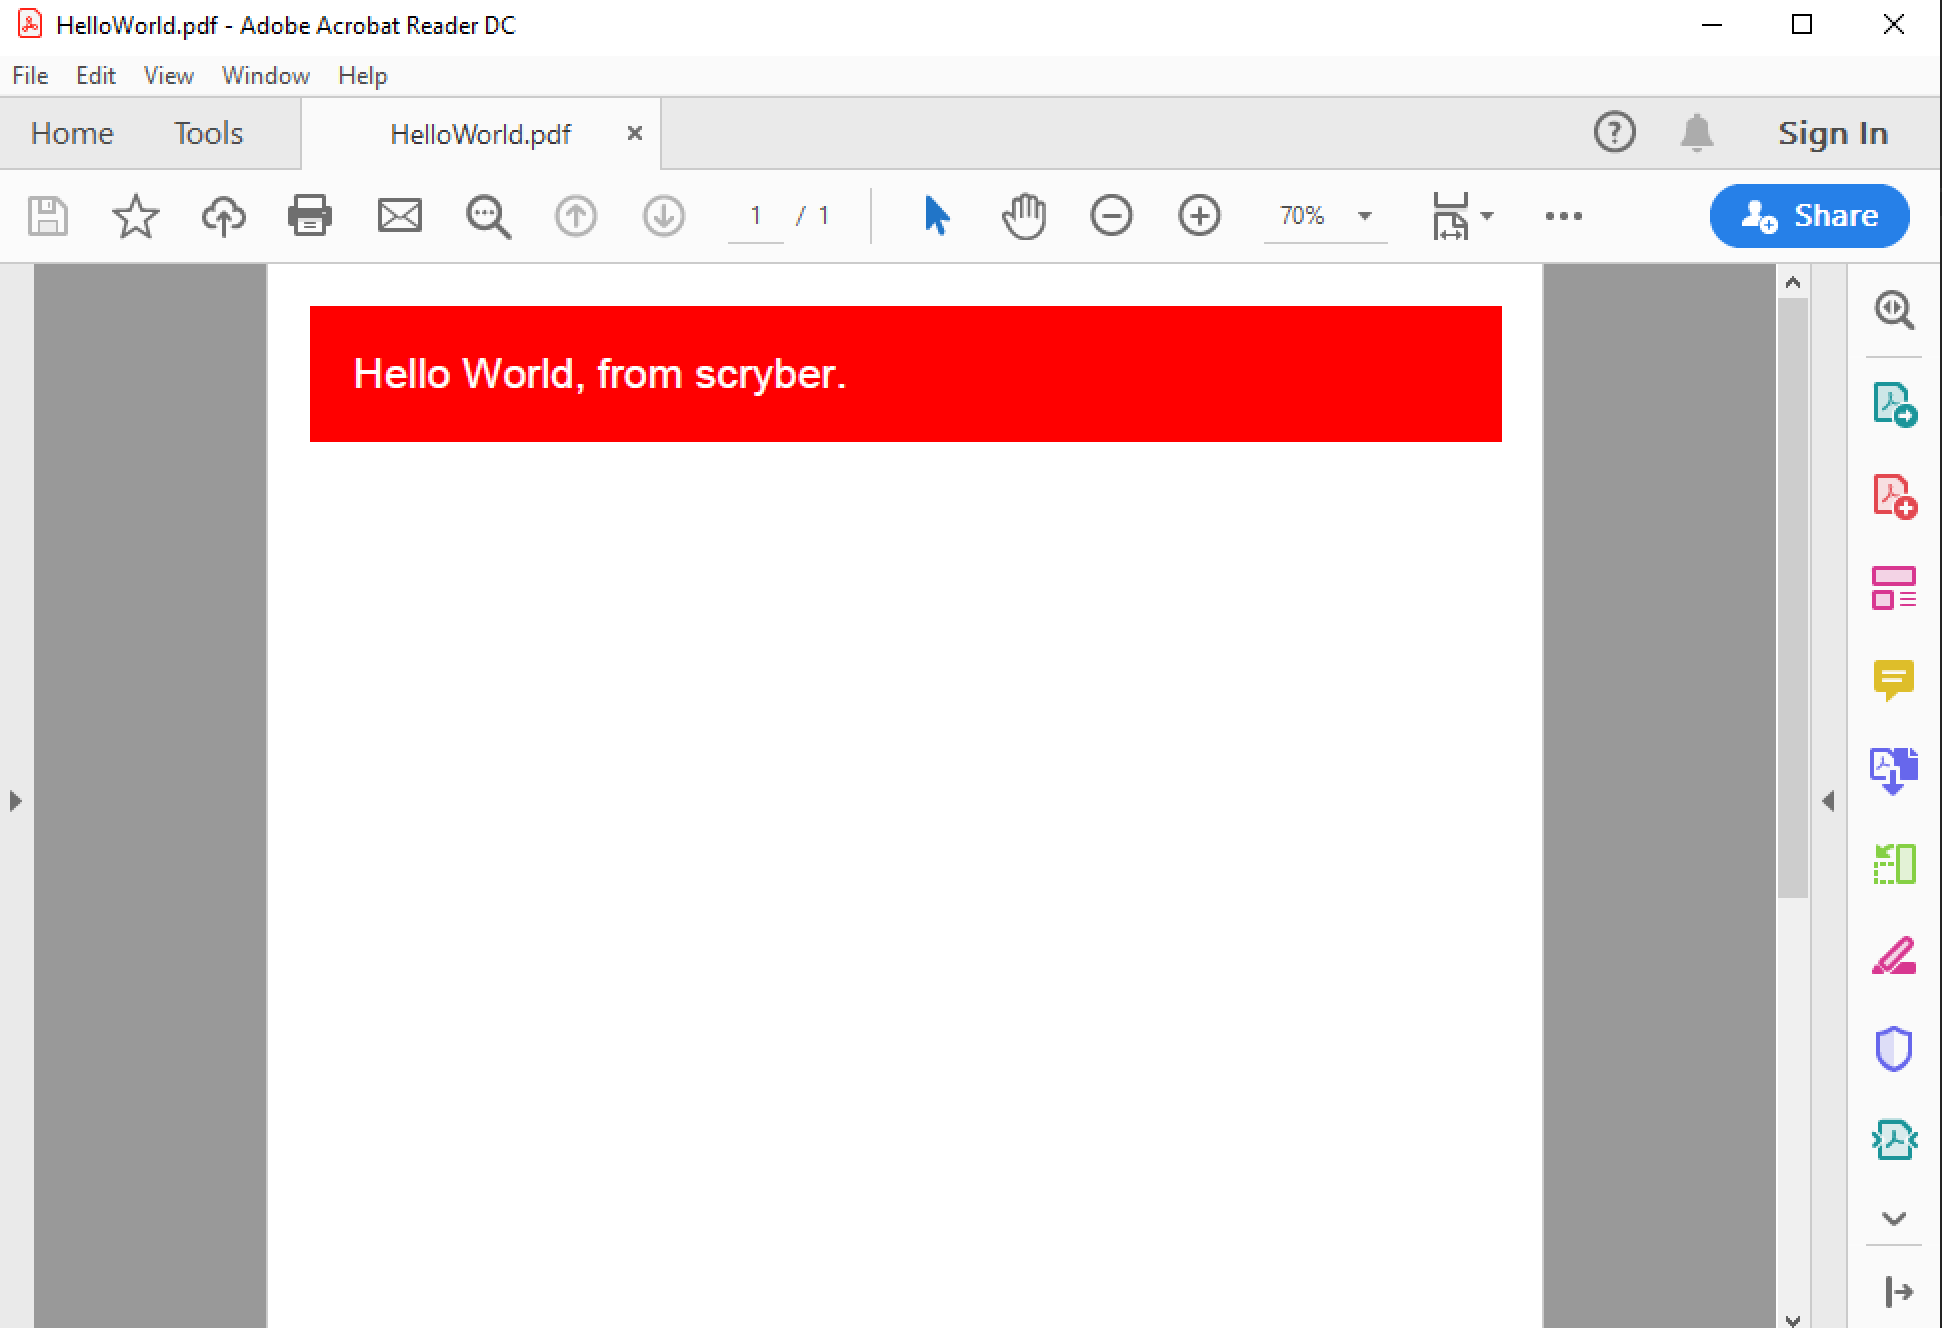 HelloWorld.pdf - Adobe Acrobat Reader DC
File Edit View Window Help
Home Tools HelloWorld.pdf Sign In
1 / 1 70% Share
Hello World, from scryber.